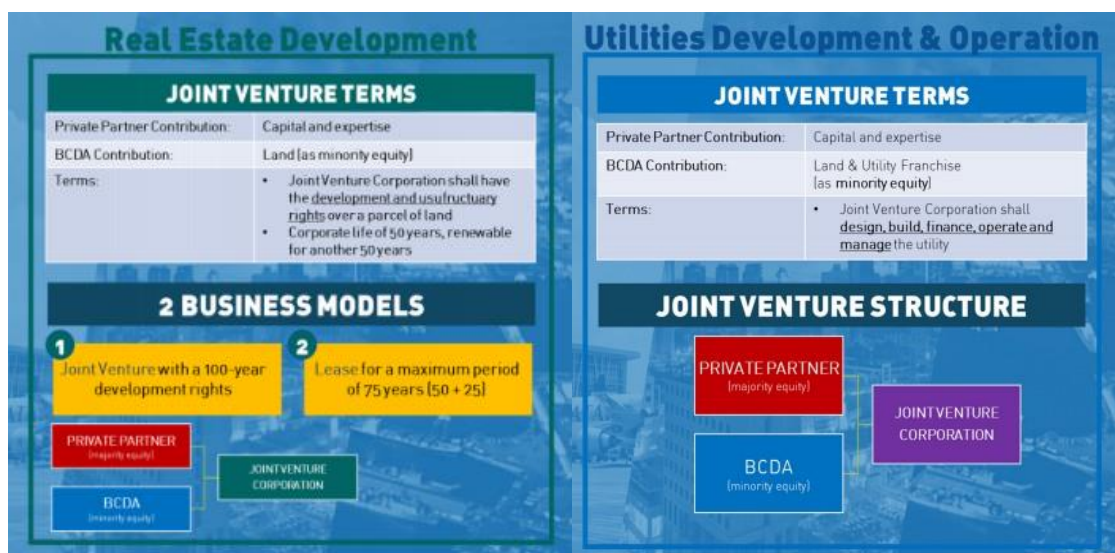 Real Estate Development
JOINT VENTURE TERMS
Private Partner Contribution: Capital and expertise
BCDA Contribution: Land (as minority equity)
Terms: • Joint Venture Corporation shall have
the development and usufructuary
rights over a parcel of land
• Corporate life of 50 years, renewable
for another 50 years
2 BUSINESS MODELS
1
Joint Venture with a 100-year
development rights
2
Lease for a maximum period
of 75 years (50 + 25)
PRIVATE PARTNER
(majority equity)
BCDA
(minority equity)
JOINT VENTURE
CORPORATION
Utilities Development & Operation
JOINT VENTURE TERMS
Private Partner Contribution: Capital and expertise
BCDA Contribution: Land & Utility Franchise
(as minority equity)
Terms: • Joint Venture Corporation shall
design, build, finance, operate and
manage the utility
JOINT VENTURE STRUCTURE
PRIVATE PARTNER
(majority equity)
BCDA
(minority equity)
JOINT VENTURE
CORPORATION